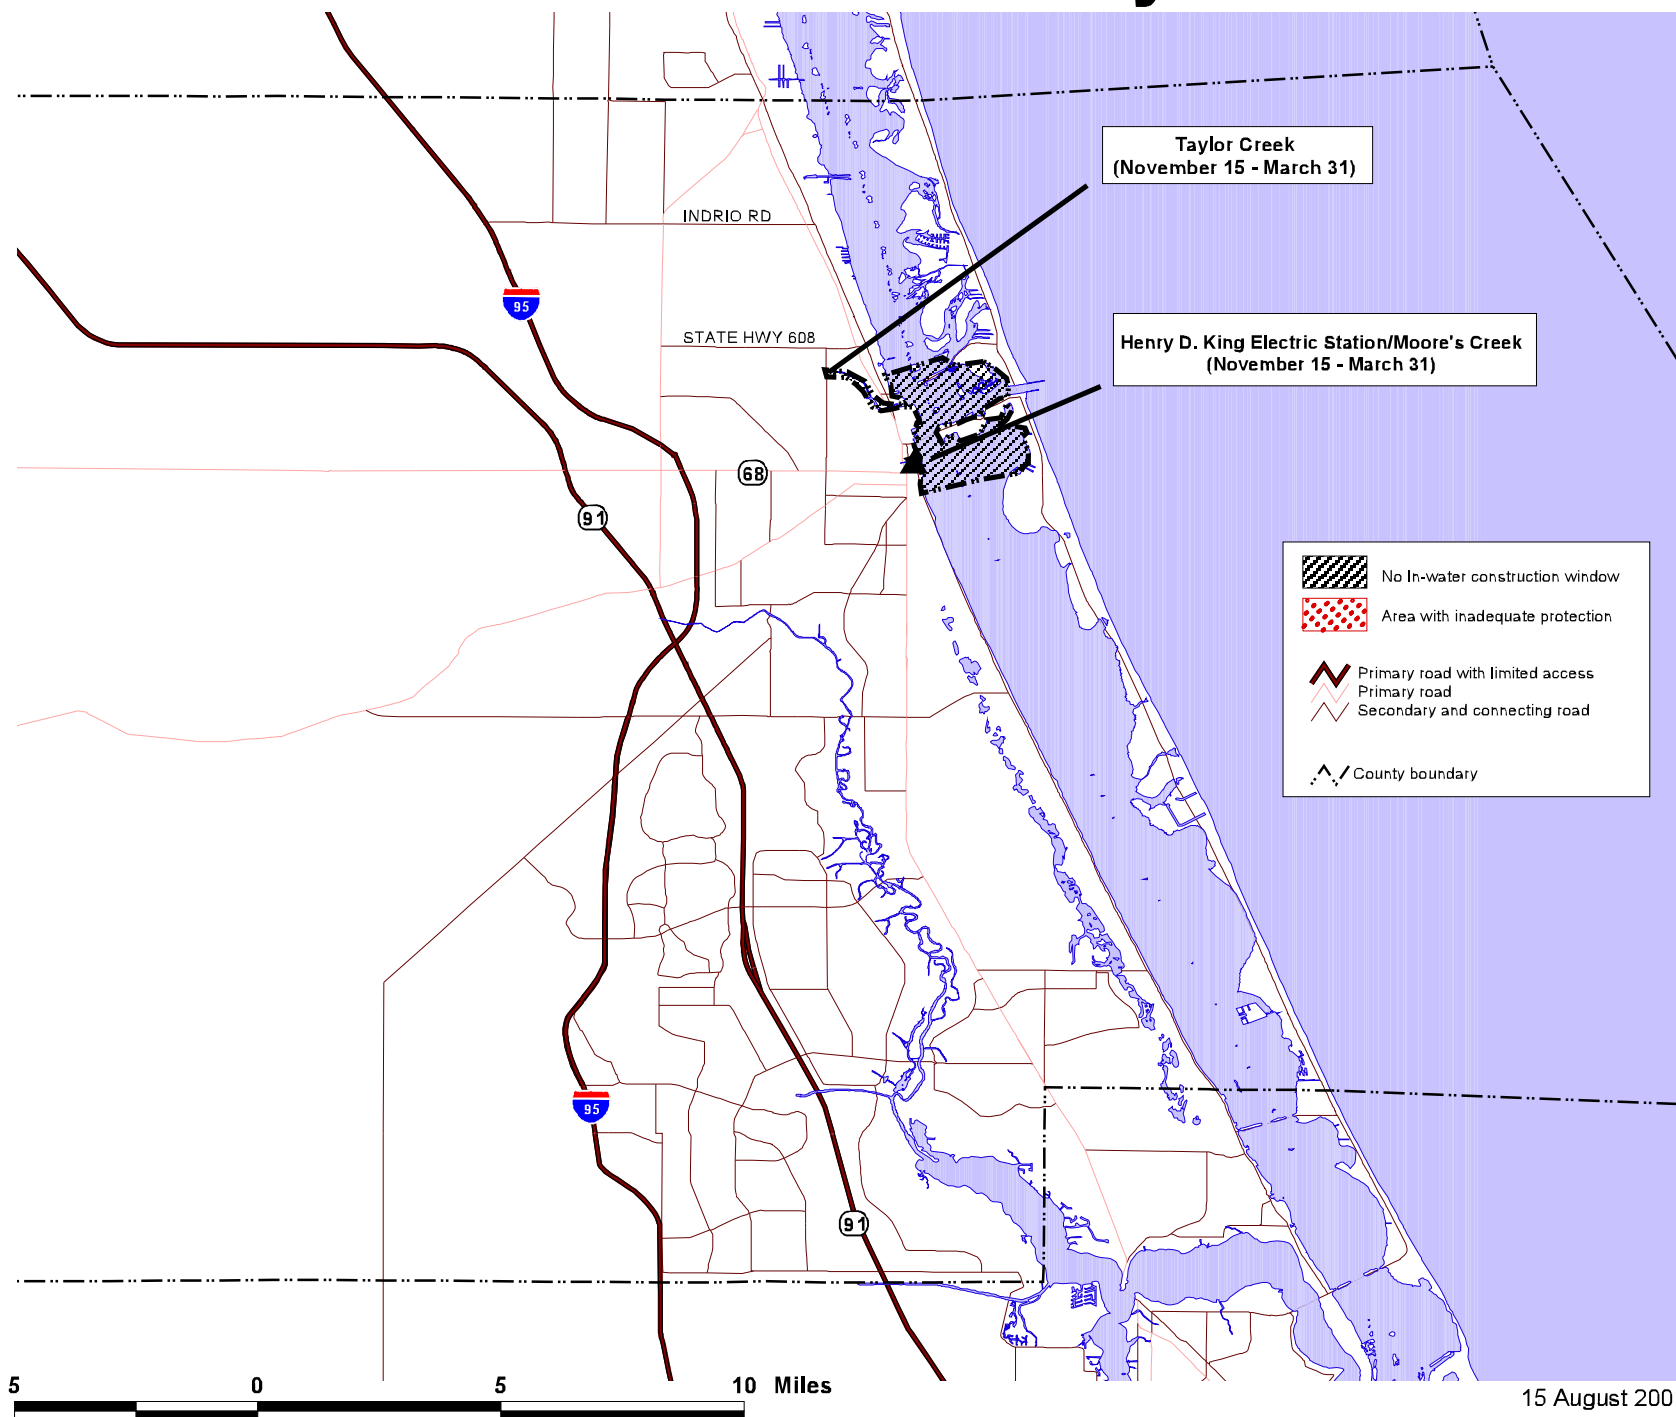 Taylor Creek
(November 15 - March 31)
INDRIO RD
95
STATE HWY 608
Henry D. King Electric Station/Moore's Creek
(November 15 - March 31)
68
91
No In-water construction window
Area with inadequate protection
Primary road with limited access
Primary road
Secondary and connecting road
County boundary
95
91
5 0 5 10 Miles
15 August 200